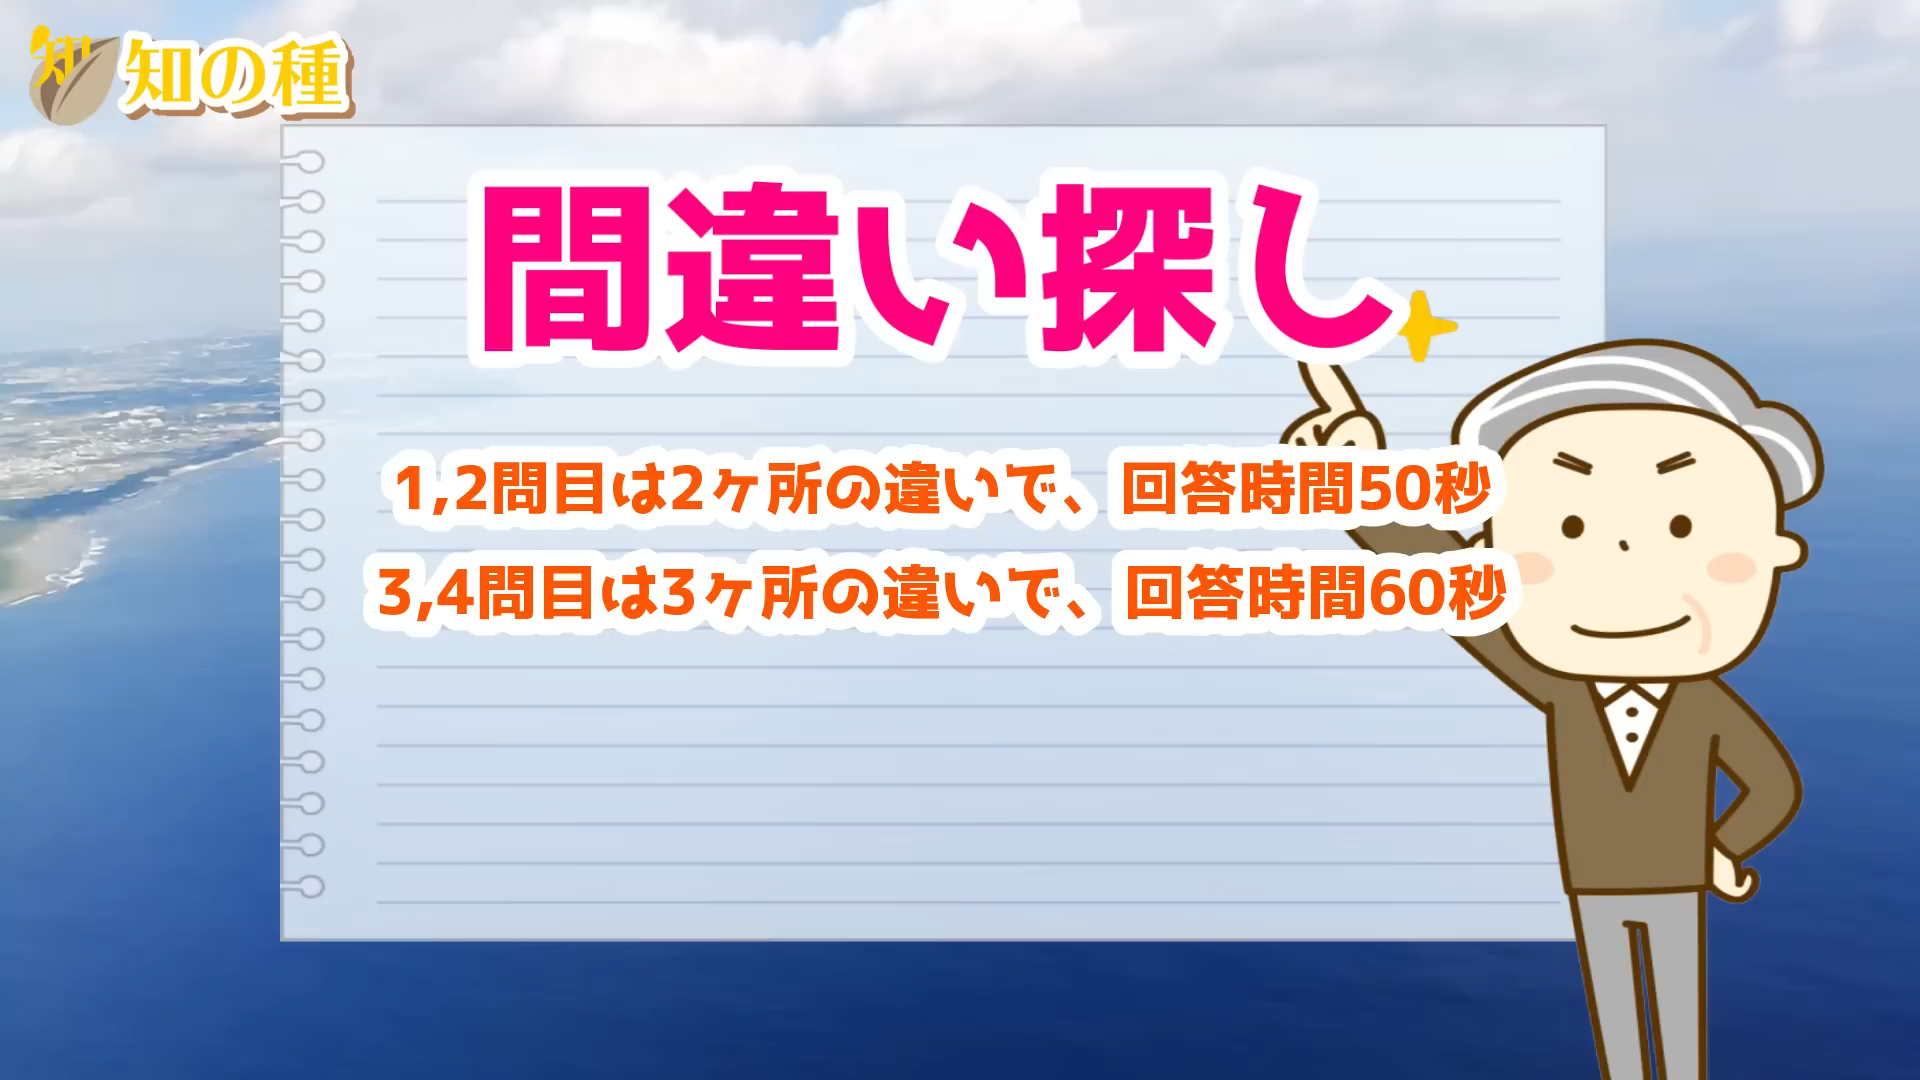 知の種
間違い探し
1,2問目は2ヶ所の違いで、回答時間50秒
3,4問目は3ヶ所の違いで、回答時間60秒